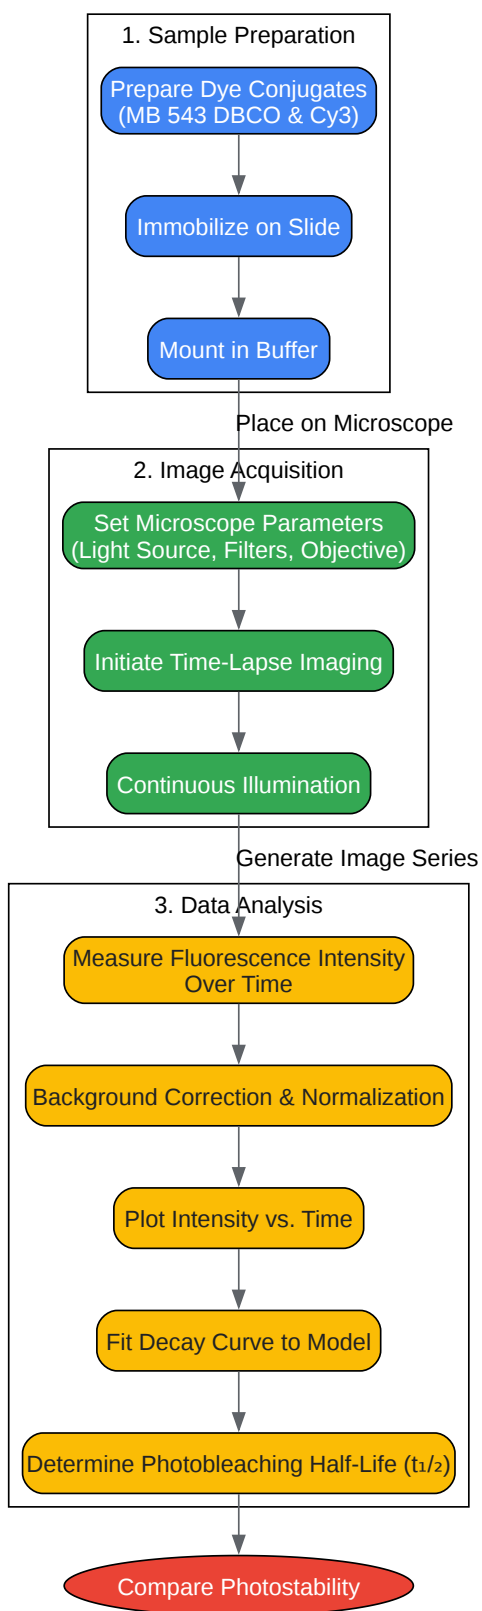 1. Sample Preparation
Prepare Dye Conjugates
(MB 543 DBCO & Cy3)
Immobilize on Slide
Mount in Buffer
Place on Microscope
2. Image Acquisition
Set Microscope Parameters
(Light Source, Filters, Objective)
Initiate Time-Lapse Imaging
Continuous Illumination
Generate Image Series
3. Data Analysis
Measure Fluorescence Intensity
Over Time
Background Correction & Normalization
Plot Intensity vs. Time
Fit Decay Curve to Model
Determine Photobleaching Half-Life (t₁/₂)
Compare Photostability